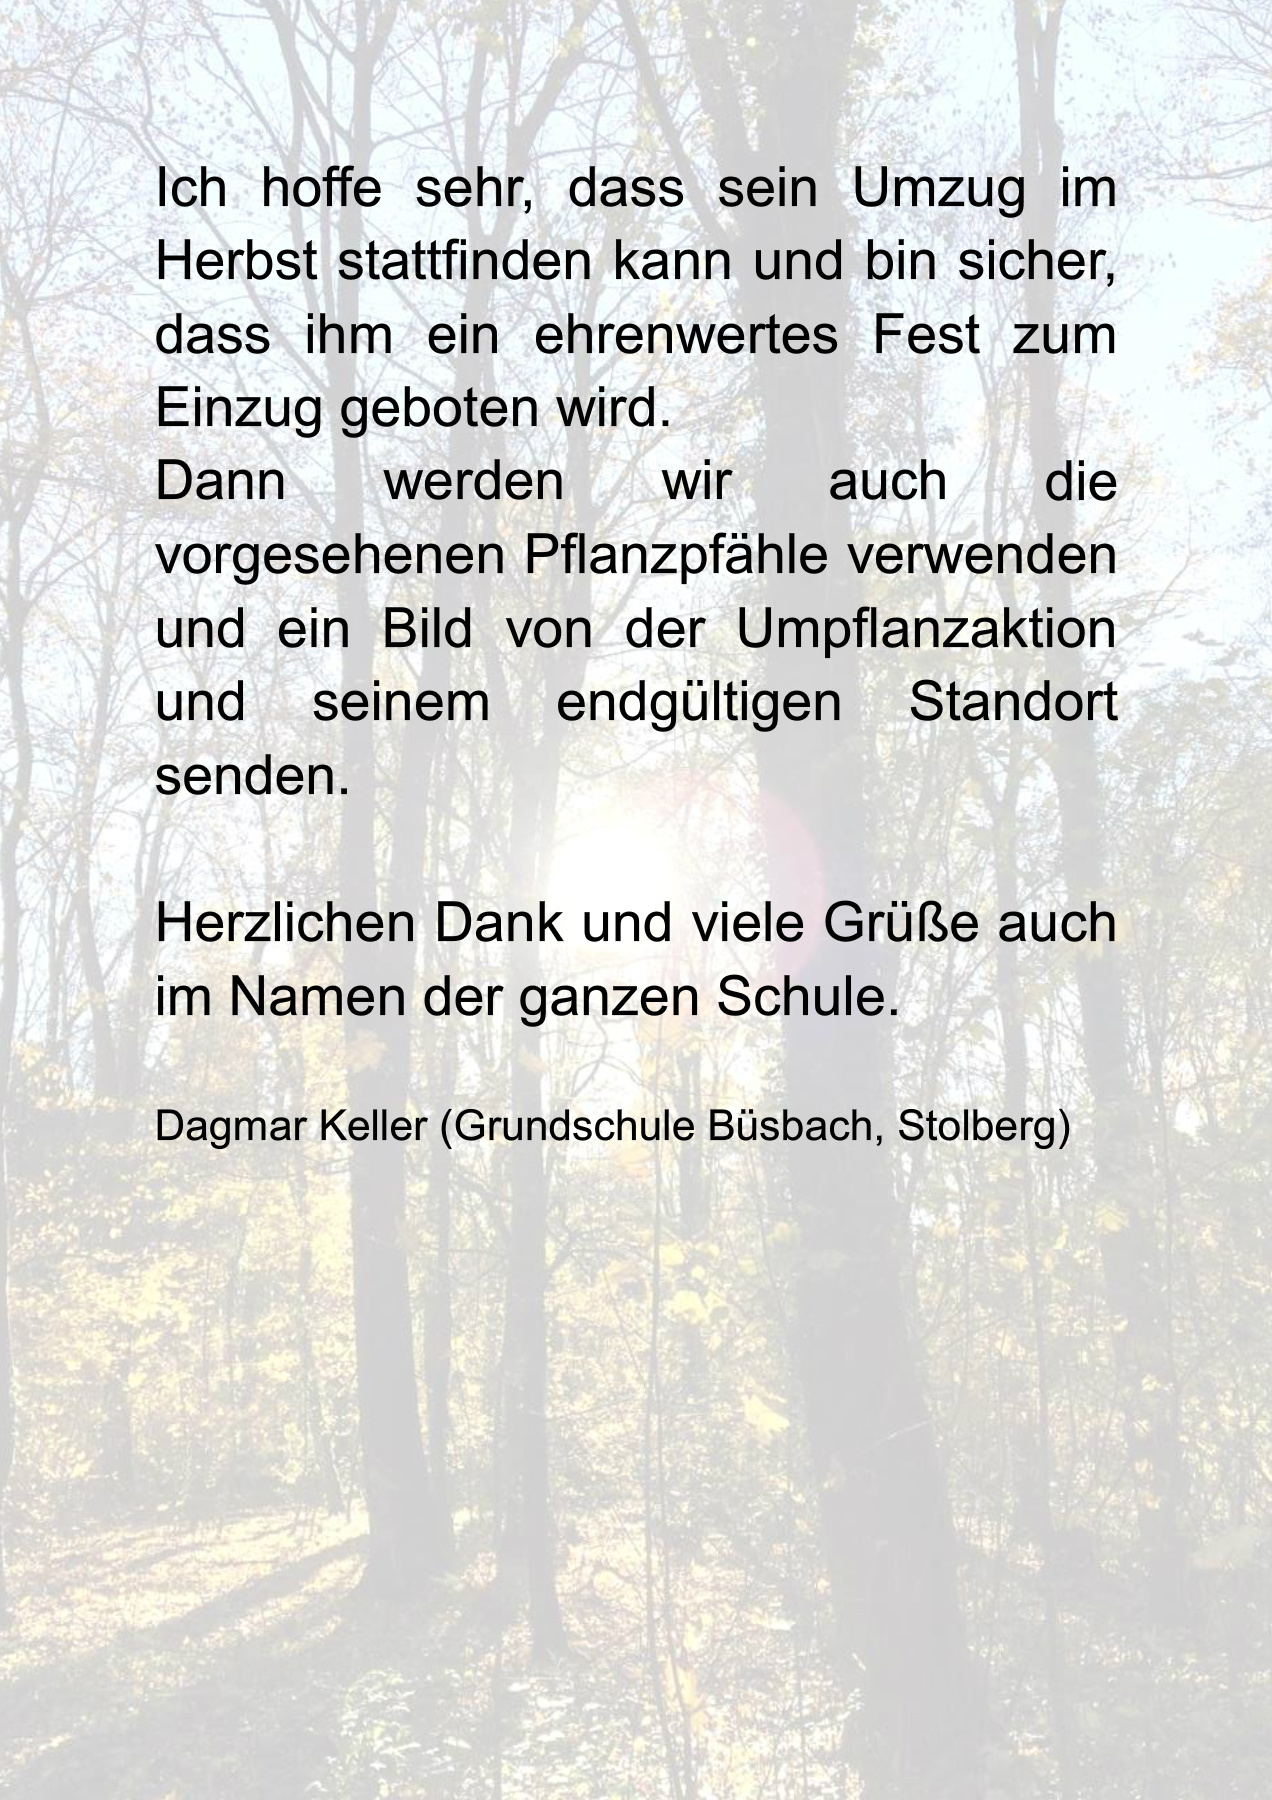 Ich hoffe sehr, dass sein Umzug im
Herbst stattfinden kann und bin sicher,
dass ihm ein ehrenwertes Fest zum
Einzug geboten wird.
Dann werden wir auch die
vorgesehenen Pflanzpfähle verwenden
und ein Bild von der Umpflanzaktion
und seinem endgültigen Standort
senden.
Herzlichen Dank und viele Grüße auch
im Namen der ganzen Schule.
Dagmar Keller (Grundschule Büsbach, Stolberg)